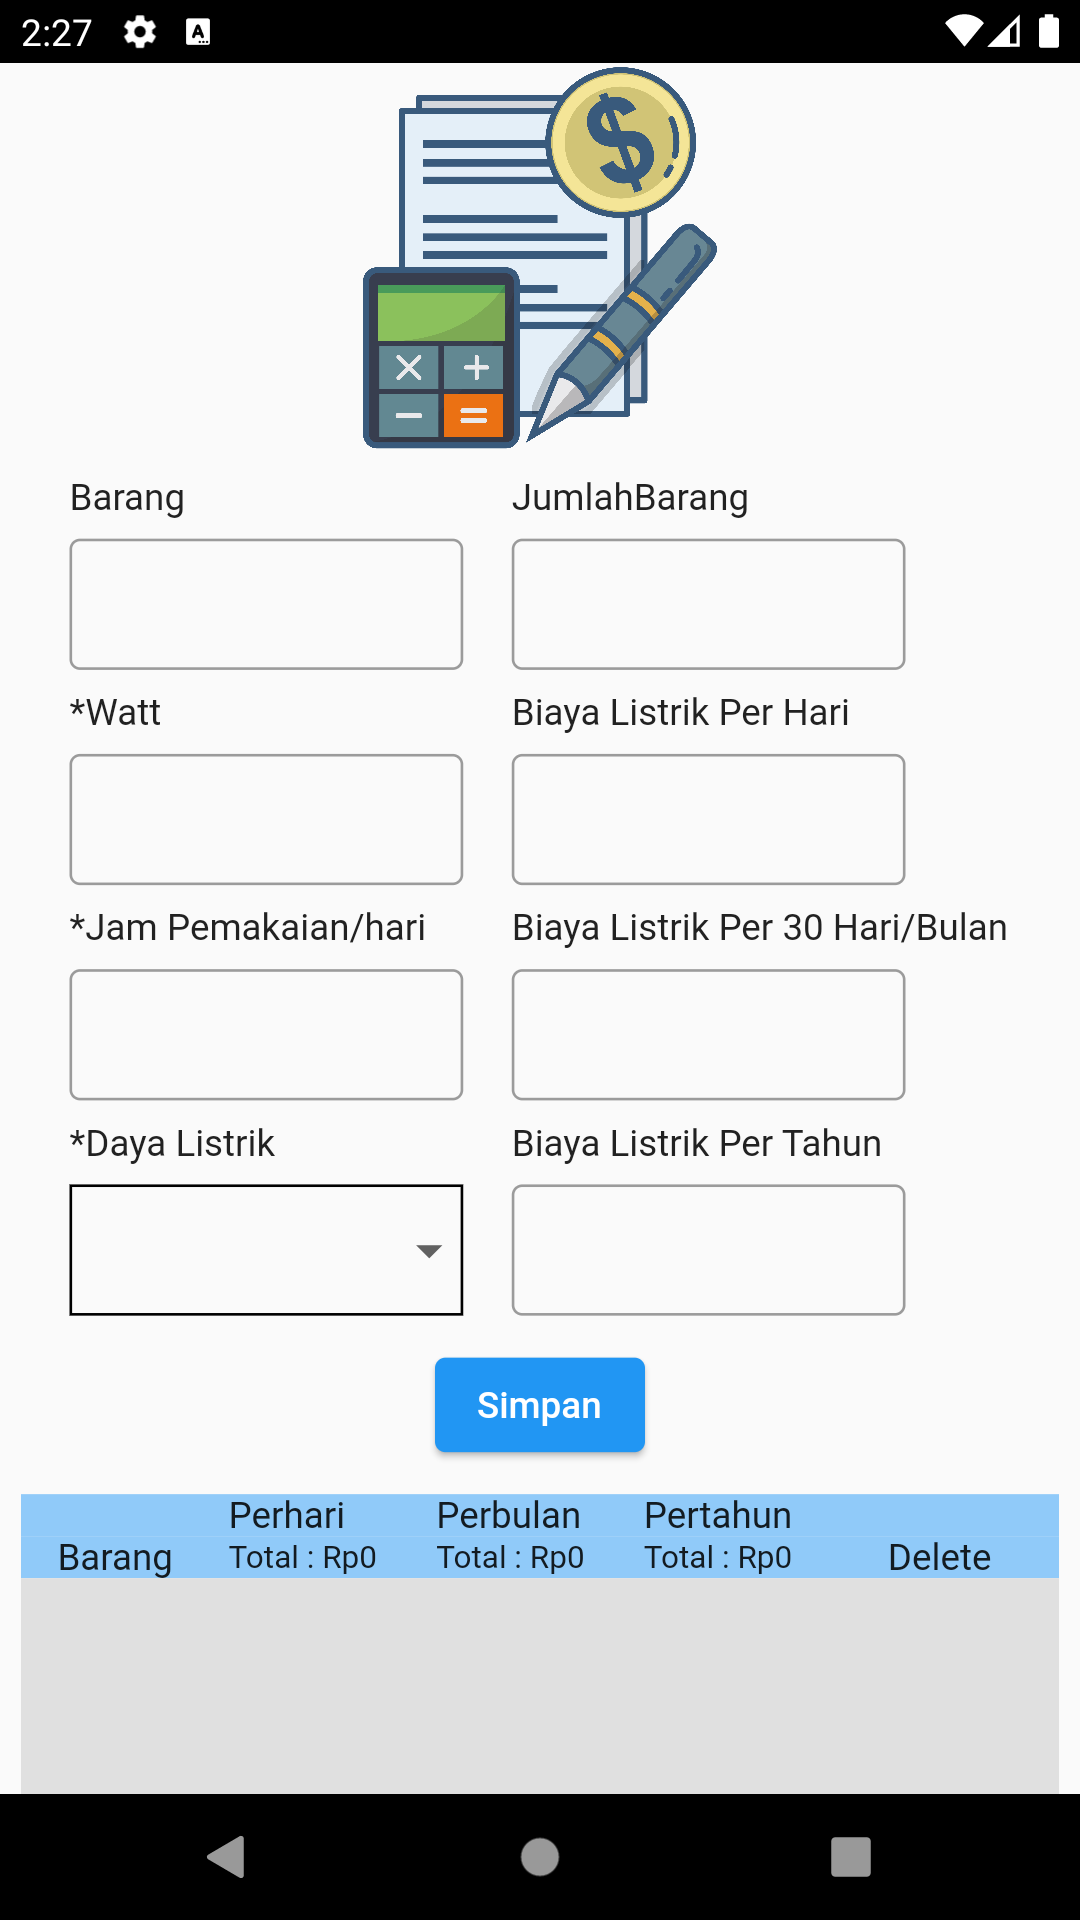 2:27
Barang JumlahBarang
*Watt Biaya Listrik Per Hari
*Jam Pemakaian/hari Biaya Listrik Per 30 Hari/Bulan
*Daya Listrik Biaya Listrik Per Tahun
Simpan
Perhari Perbulan Pertahun
Barang Total : Rp0 Total : Rp0 Total : Rp0 Delete